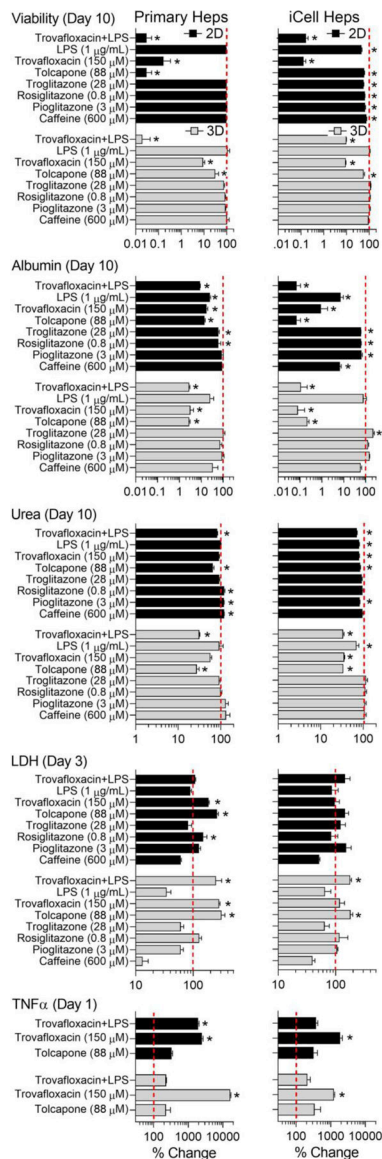 Viability (Day 10) Primary Heps iCell Heps
Trovafloxacin+LPS * ■ 2D * ■ 2D
LPS (1 µg/mL) *
Trovafloxacin (150 µM) * *
Tolcapone (88 µM) * *
Troglitazone (28 µM) *
Rosiglitazone (0.8 µM) *
Pioglitazone (3 µM) *
Caffeine (600 µM) *
Trovafloxacin+LPS * 3D * 3D
LPS (1 µg/mL)
Trovafloxacin (150 µM) * *
Tolcapone (88 µM) * *
Troglitazone (28 µM)
Rosiglitazone (0.8 µM)
Pioglitazone (3 µM)
Caffeine (600 µM)
.01 .1 1 10 100 .01 .1 1 10 100
Albumin (Day 10)
Trovafloxacin+LPS * *
LPS (1 µg/mL) * *
Trovafloxacin (150 µM) * *
Tolcapone (88 µM) * *
Troglitazone (28 µM) * *
Rosiglitazone (0.8 µM) * *
Pioglitazone (3 µM) *
Caffeine (600 µM) *
Trovafloxacin+LPS * *
LPS (1 µg/mL)
Trovafloxacin (150 µM) * *
Tolcapone (88 µM) * *
Troglitazone (28 µM) *
Rosiglitazone (0.8 µM)
Pioglitazone (3 µM)
Caffeine (600 µM)
.01 .1 1 10 100 .01 .1 1 10 100
Urea (Day 10)
Trovafloxacin+LPS * *
LPS (1 µg/mL) *
Trovafloxacin (150 µM) *
Tolcapone (88 µM) * *
Troglitazone (28 µM)
Rosiglitazone (0.8 µM) *
Pioglitazone (3 µM) * *
Caffeine (600 µM) *
Trovafloxacin+LPS * *
LPS (1 µg/mL) *
Trovafloxacin (150 µM) *
Tolcapone (88 µM) * *
Troglitazone (28 µM)
Rosiglitazone (0.8 µM)
Pioglitazone (3 µM)
Caffeine (600 µM)
1 10 100 1 10 100
LDH (Day 3)
Trovafloxacin+LPS
LPS (1 µg/mL)
Trovafloxacin (150 µM) *
Tolcapone (88 µM) *
Troglitazone (28 µM)
Rosiglitazone (0.8 µM) *
Pioglitazone (3 µM)
Caffeine (600 µM)
Trovafloxacin+LPS * *
LPS (1 µg/mL)
Trovafloxacin (150 µM) *
Tolcapone (88 µM) * *
Troglitazone (28 µM)
Rosiglitazone (0.8 µM)
Pioglitazone (3 µM)
Caffeine (600 µM)
10 100 10 100
TNFα (Day 1)
Trovafloxacin+LPS *
Trovafloxacin (150 µM) * *
Tolcapone (88 µM)
Trovafloxacin+LPS
Trovafloxacin (150 µM) * *
Tolcapone (88 µM)
100 1000 10000 100 1000 10000
% Change % Change